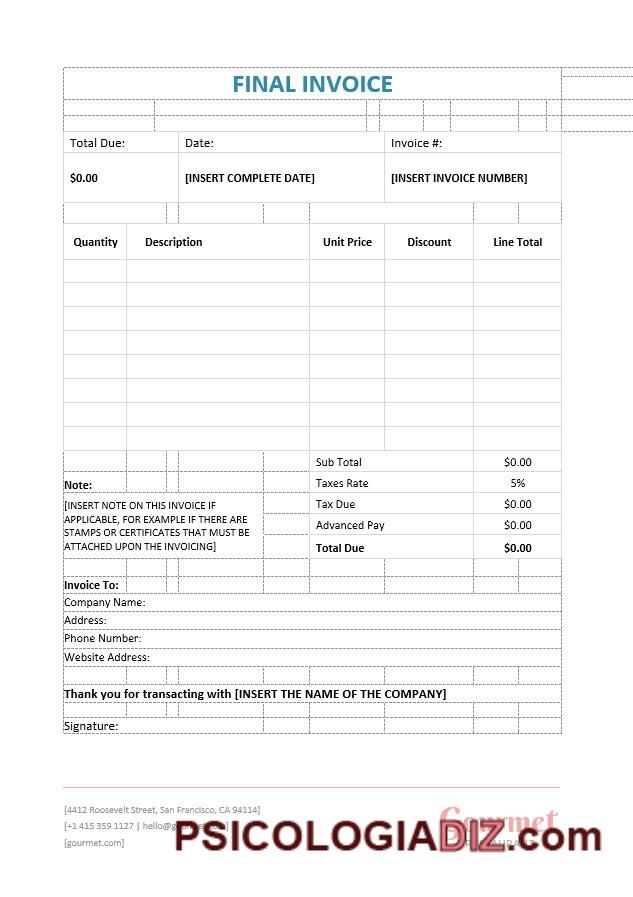 FINAL INVOICE
Total Due: Date: Invoice #:
$0.00 [INSERT COMPLETE DATE] [INSERT INVOICE NUMBER]
Quantity Description Unit Price Discount Line Total
Sub Total $0.00
Note: Taxes Rate 5%
[INSERT NOTE ON THIS INVOICE IF
APPLICABLE, FOR EXAMPLE IF THERE ARE
STAMPS OR CERTIFICATES THAT MUST BE
ATTACHED UPON THE INVOICING]
Tax Due $0.00
Advanced Pay $0.00
Total Due $0.00
Invoice To:
Company Name:
Address:
Phone Number:
Website Address:
Thank you for transacting with [INSERT THE NAME OF THE COMPANY]
Signature:
[4412 Roosevelt Street, San Francisco, CA 94114]
[+1 415 359 1127 | 
[gourmet.com]
Gourmet
PSICOLOGIADIZ.com